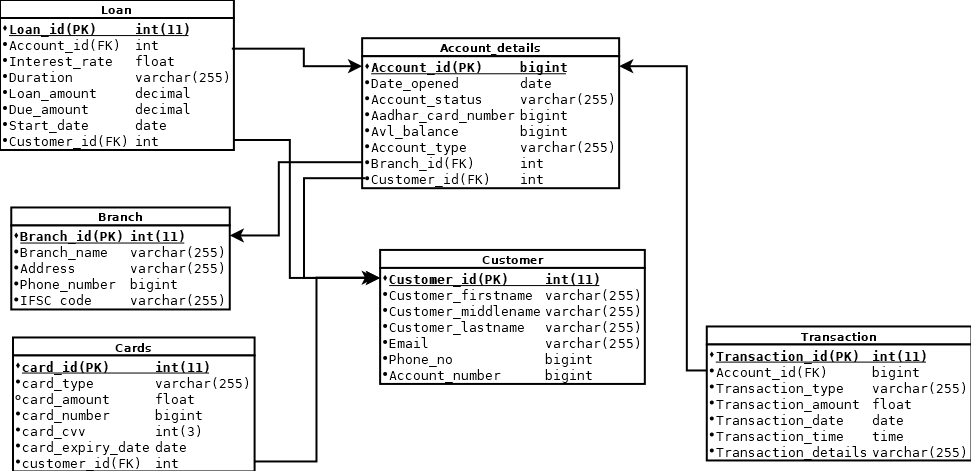 Loan
Loan_id(PK) int(11)
Account_id(FK) int
Interest_rate float
Duration varchar(255)
Loan_amount decimal
Due_amount decimal
Start_date date
Customer_id(FK) int
Account_details
Account_id(PK) bigint
Date_opened date
Account_status varchar(255)
Aadhar_card_number bigint
Avl_balance bigint
Account_type varchar(255)
Branch_id(FK) int
Customer_id(FK) int
Branch
Branch_id(PK) int(11)
Branch_name varchar(255)
Address varchar(255)
Phone_number bigint
IFSC_code varchar(255)
Customer
Customer_id(PK) int(11)
Customer_firstname varchar(255)
Customer_middlename varchar(255)
Customer_lastname varchar(255)
Email varchar(255)
Phone_no bigint
Account_number bigint
Cards
card_id(PK) int(11)
card_type varchar(255)
card_amount float
card_number bigint
card_cvv int(3)
card_expiry_date date
customer_id(FK) int
Transaction
Transaction_id(PK) int(11)
Account_id(FK) bigint
Transaction_type varchar(255)
Transaction_amount float
Transaction_date date
Transaction_time time
Transaction_details varchar(255)